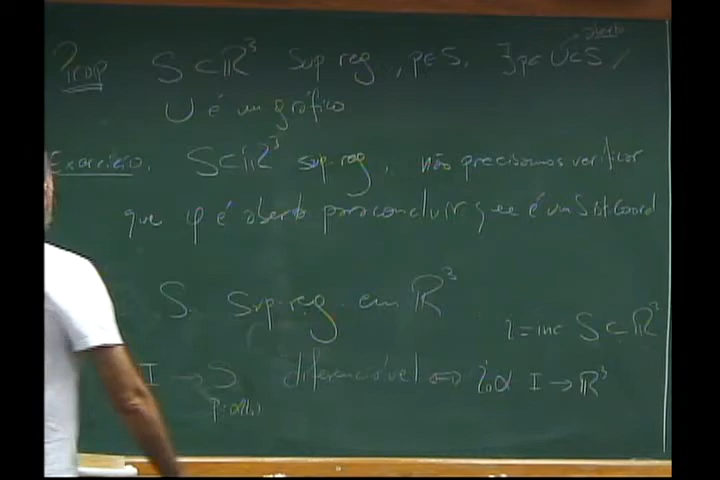 Prop S⊂ℝ³ Sup reg, p∈S. ∃ p∈U⊂S / aberto
U é um gráfico
Exercício. S⊂ℝ³ sup. reg, não precisamos verificar
que φ é aberto para concluir que é um Sist Coord
S. Sup. reg. em ℝ³
i = inc S⊂ℝ³
I → S diferenciável ⇔ i∘α I → ℝ³
p=α(t₀)